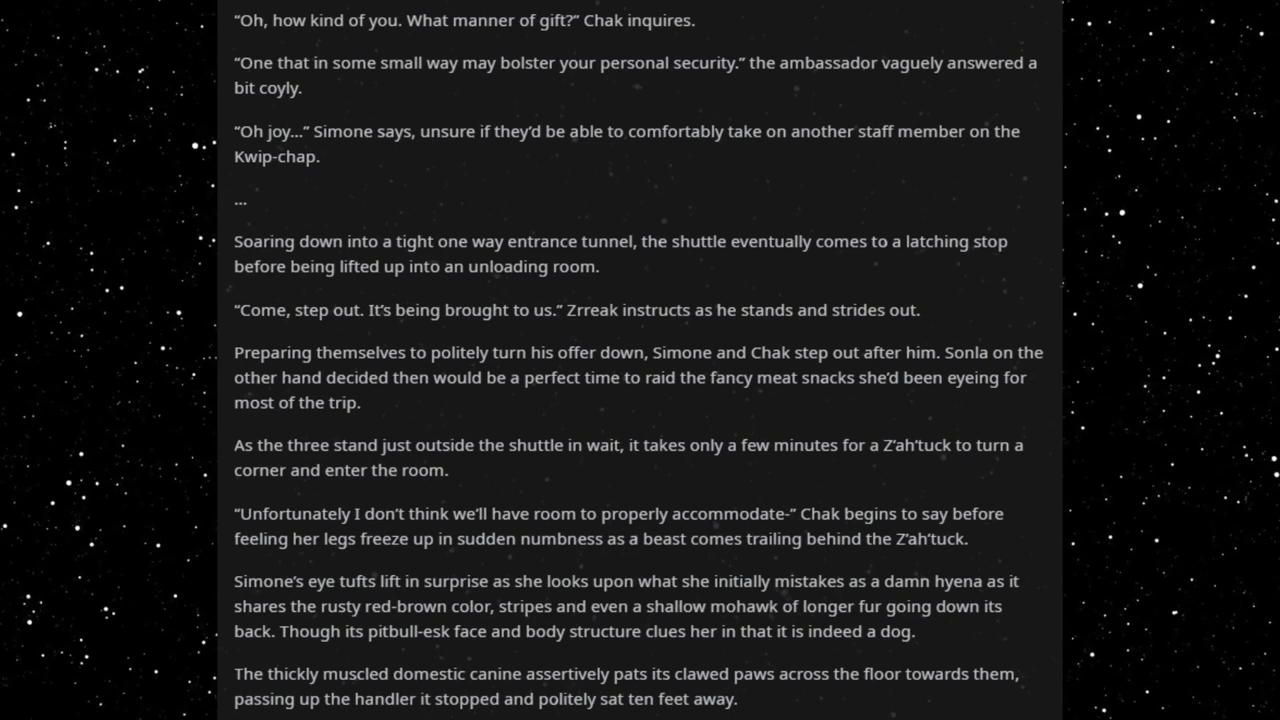 “Oh, how kind of you. What manner of gift?” Chak inquires.
“One that in some small way may bolster your personal security.” the ambassador vaguely answered a
bit coyly.
“Oh joy...” Simone says, unsure if they’d be able to comfortably take on another staff member on the
Kwip-chap.
...
Soaring down into a tight one way entrance tunnel, the shuttle eventually comes to a latching stop
before being lifted up into an unloading room.
“Come, step out. It’s being brought to us.” Zrreak instructs as he stands and strides out.
Preparing themselves to politely turn his offer down, Simone and Chak step out after him. Sonla on the
other hand decided then would be a perfect time to raid the fancy meat snacks she’d been eyeing for
most of the trip.
As the three stand just outside the shuttle in wait, it takes only a few minutes for a Z’ah’tuck to turn a
corner and enter the room.
“Unfortunately I don’t think we’ll have room to properly accommodate-” Chak begins to say before
feeling her legs freeze up in sudden numbness as a beast comes trailing behind the Z’ah’tuck.
Simone’s eye tufts lift in surprise as she looks upon what she initially mistakes as a damn hyena as it
shares the rusty red-brown color, stripes and even a shallow mohawk of longer fur going down its
back. Though its pitbull-esk face and body structure clues her in that it is indeed a dog.
The thickly muscled domestic canine assertively pats its clawed paws across the floor towards them,
passing up the handler it stopped and politely sat ten feet away.